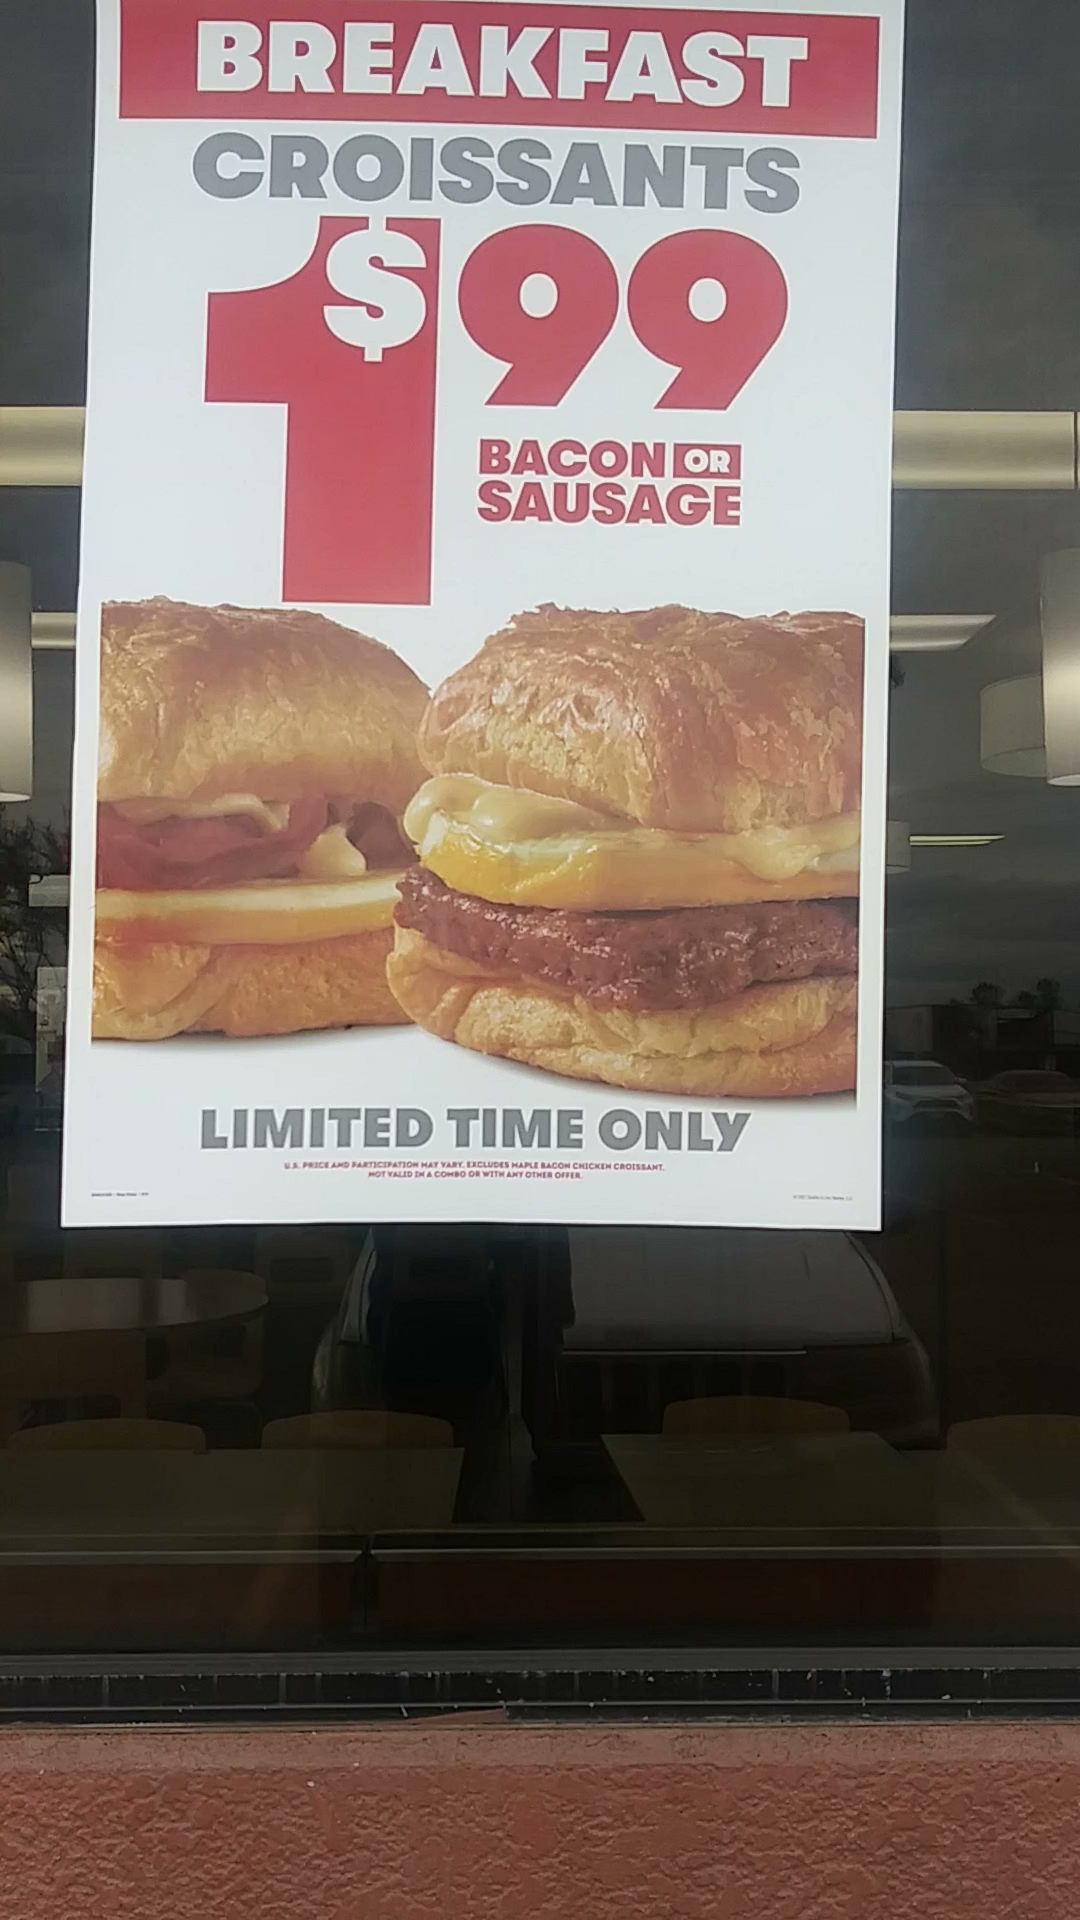 BREAKFAST
CROISSANTS
$1 99
BACON OR
SAUSAGE
LIMITED TIME ONLY
U.S. PRICE AND PARTICIPATION MAY VARY. EXCLUDES MAPLE BACON CHICKEN CROISSANT.
NOT VALID IN A COMBO OR WITH ANY OTHER OFFER.